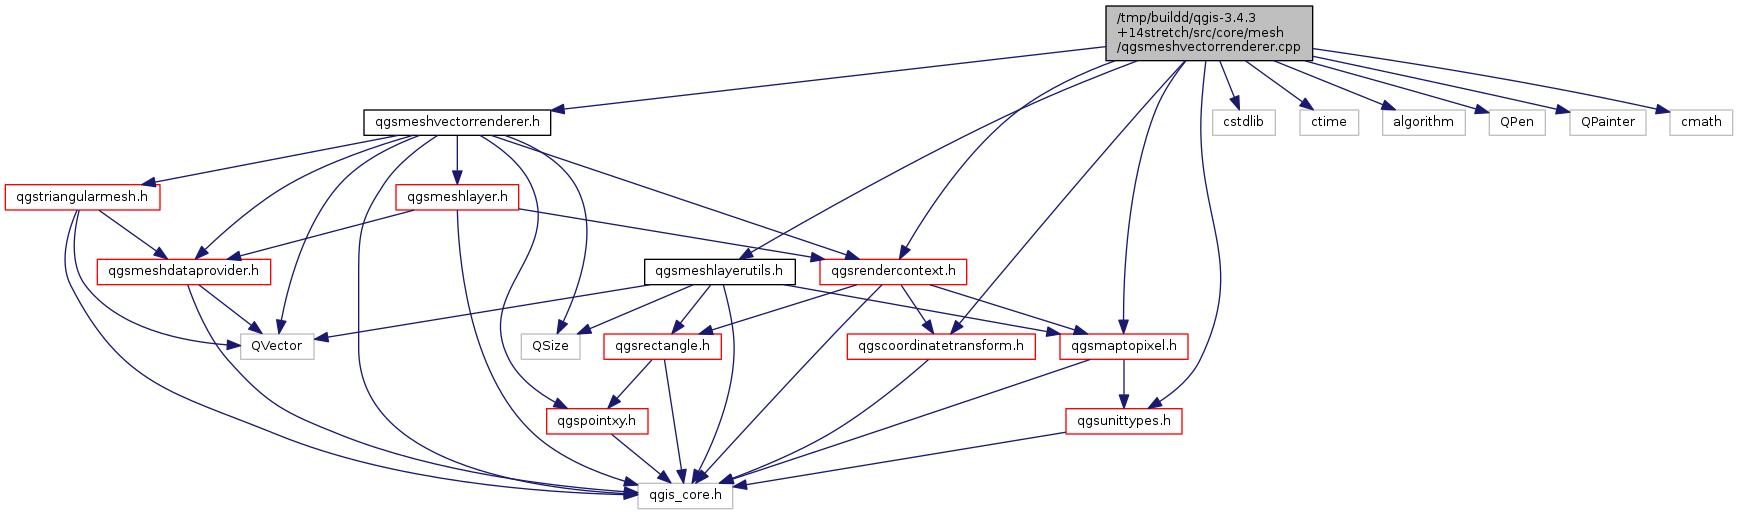 /tmp/buildd/qgis-3.4.3
+14stretch/src/core/mesh
/qgsmeshvectorrenderer.cpp
qgsmeshvectorrenderer.h
cstdlib
ctime
algorithm
QPen
QPainter
cmath
qgstriangularmesh.h
qgsmeshlayer.h
qgsmeshdataprovider.h
qgsmeshlayerutils.h
qgsrendercontext.h
QVector
QSize
qgsrectangle.h
qgscoordinatetransform.h
qgsmaptopixel.h
qgspointxy.h
qgsunittypes.h
qgis_core.h